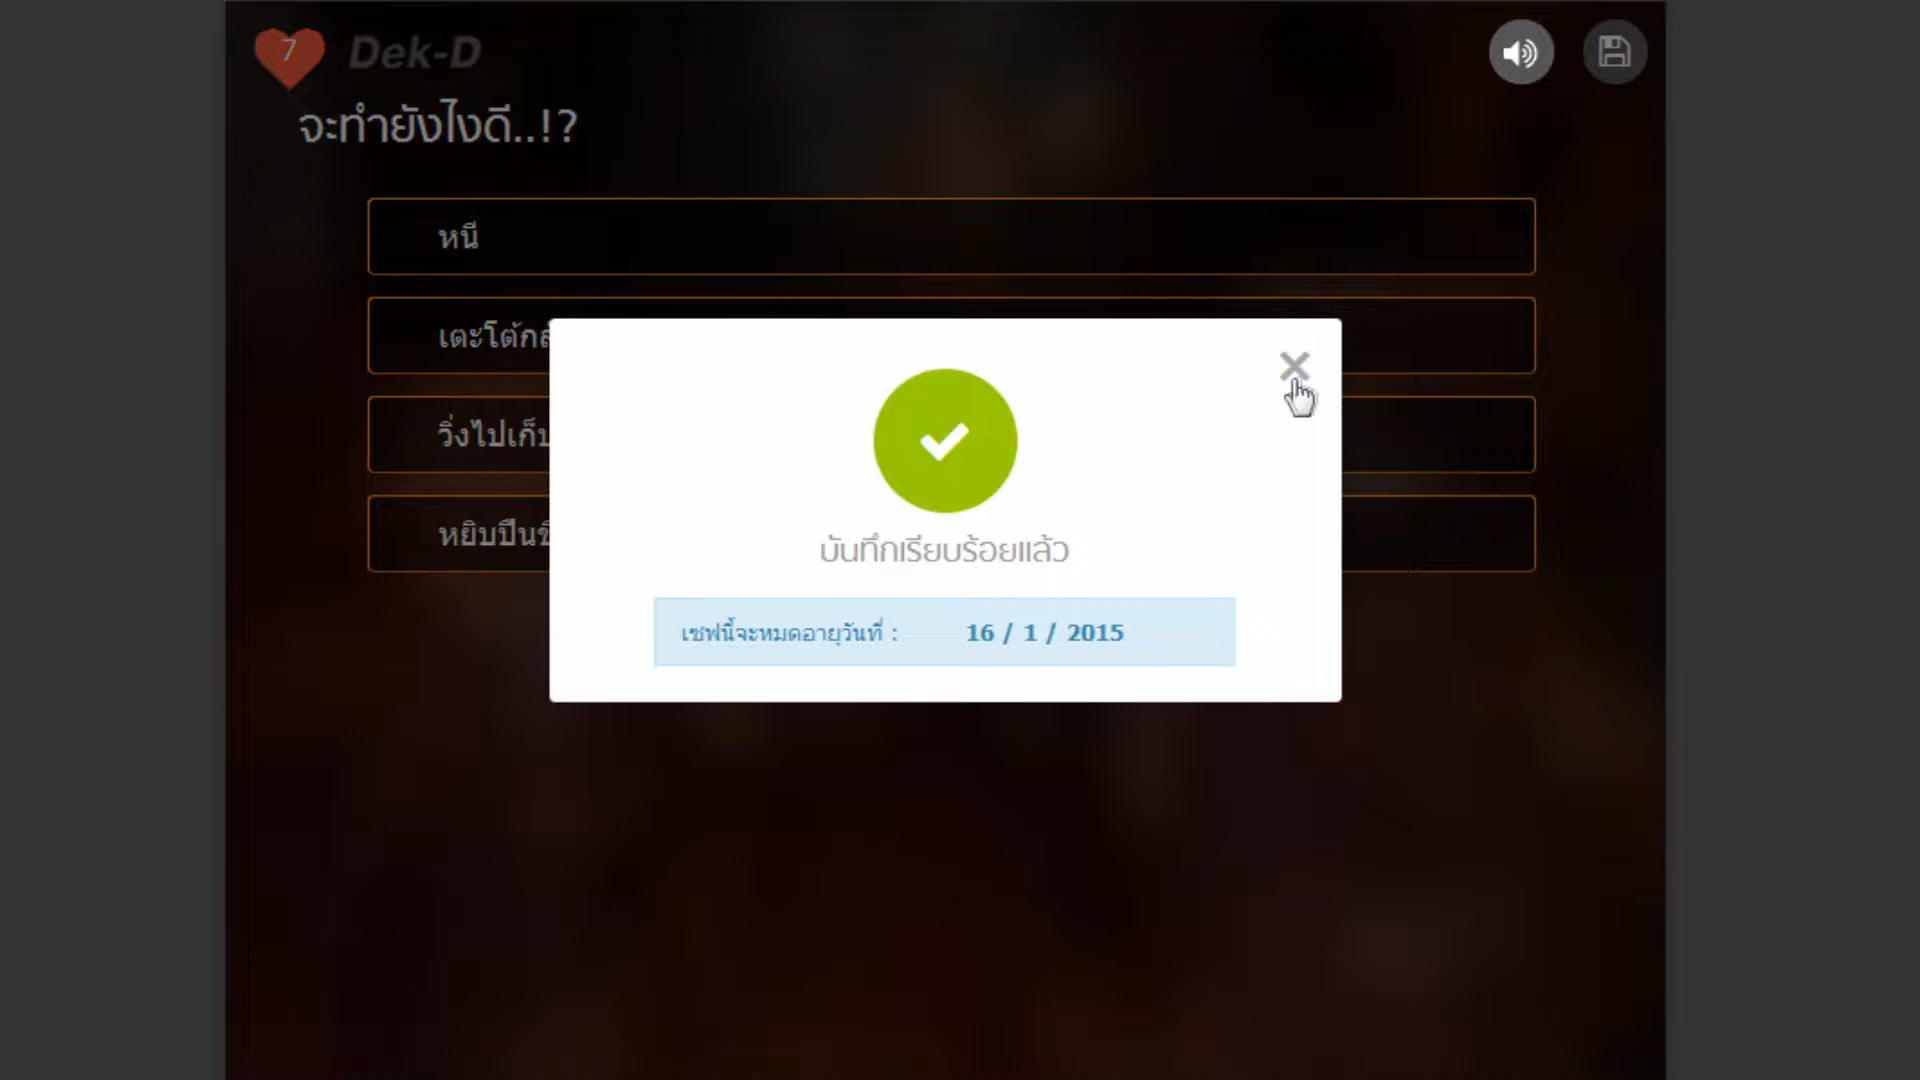 7 Dek-D
จะทำยังไงดี..!?
หนี
เตะโต้กลั
วิ่งไปเก็บ
หยิบปืนขึ
บันทึกเรียบร้อยแล้ว
เซฟนี้จะหมดอายุวันที่ : 16 / 1 / 2015